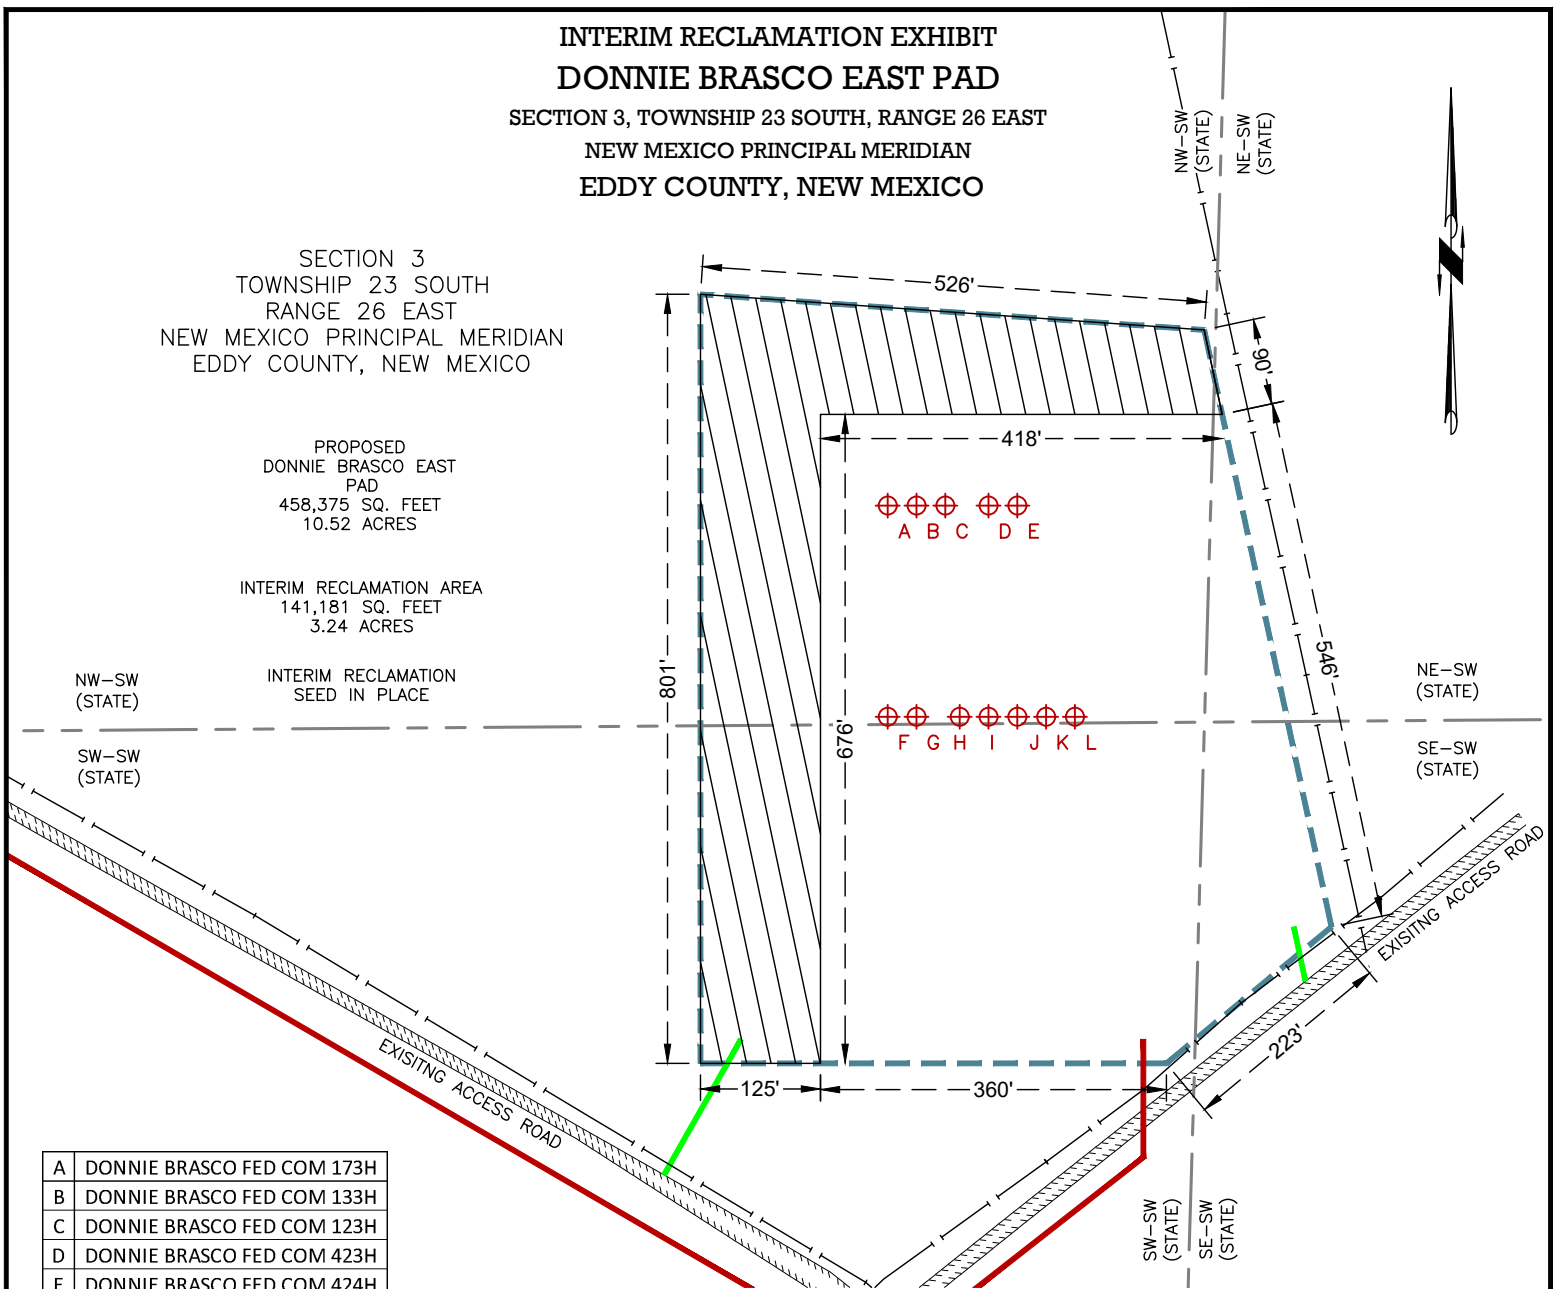 INTERIM RECLAMATION EXHIBIT
DONNIE BRASCO EAST PAD
SECTION 3, TOWNSHIP 23 SOUTH, RANGE 26 EAST
NEW MEXICO PRINCIPAL MERIDIAN
EDDY COUNTY, NEW MEXICO
NW-SW
(STATE)
NE-SW
(STATE)
SECTION 3
TOWNSHIP 23 SOUTH
RANGE 26 EAST
NEW MEXICO PRINCIPAL MERIDIAN
EDDY COUNTY, NEW MEXICO
526'
90'
418'
PROPOSED
DONNIE BRASCO EAST
PAD
458,375 SQ. FEET
10.52 ACRES
A B C D E
INTERIM RECLAMATION AREA
141,181 SQ. FEET
3.24 ACRES
INTERIM RECLAMATION
SEED IN PLACE
NW-SW
(STATE)
801'
546'
NE-SW
(STATE)
676'
F G H I J K L
SW-SW
(STATE)
SE-SW
(STATE)
EXISITNG ACCESS ROAD
EXISITNG ACCESS ROAD
223'
125'
360'
SW-SW
(STATE)
SE-SW
(STATE)
A DONNIE BRASCO FED COM 173H
B DONNIE BRASCO FED COM 133H
C DONNIE BRASCO FED COM 123H
D DONNIE BRASCO FED COM 423H
E DONNIE BRASCO FED COM 424H